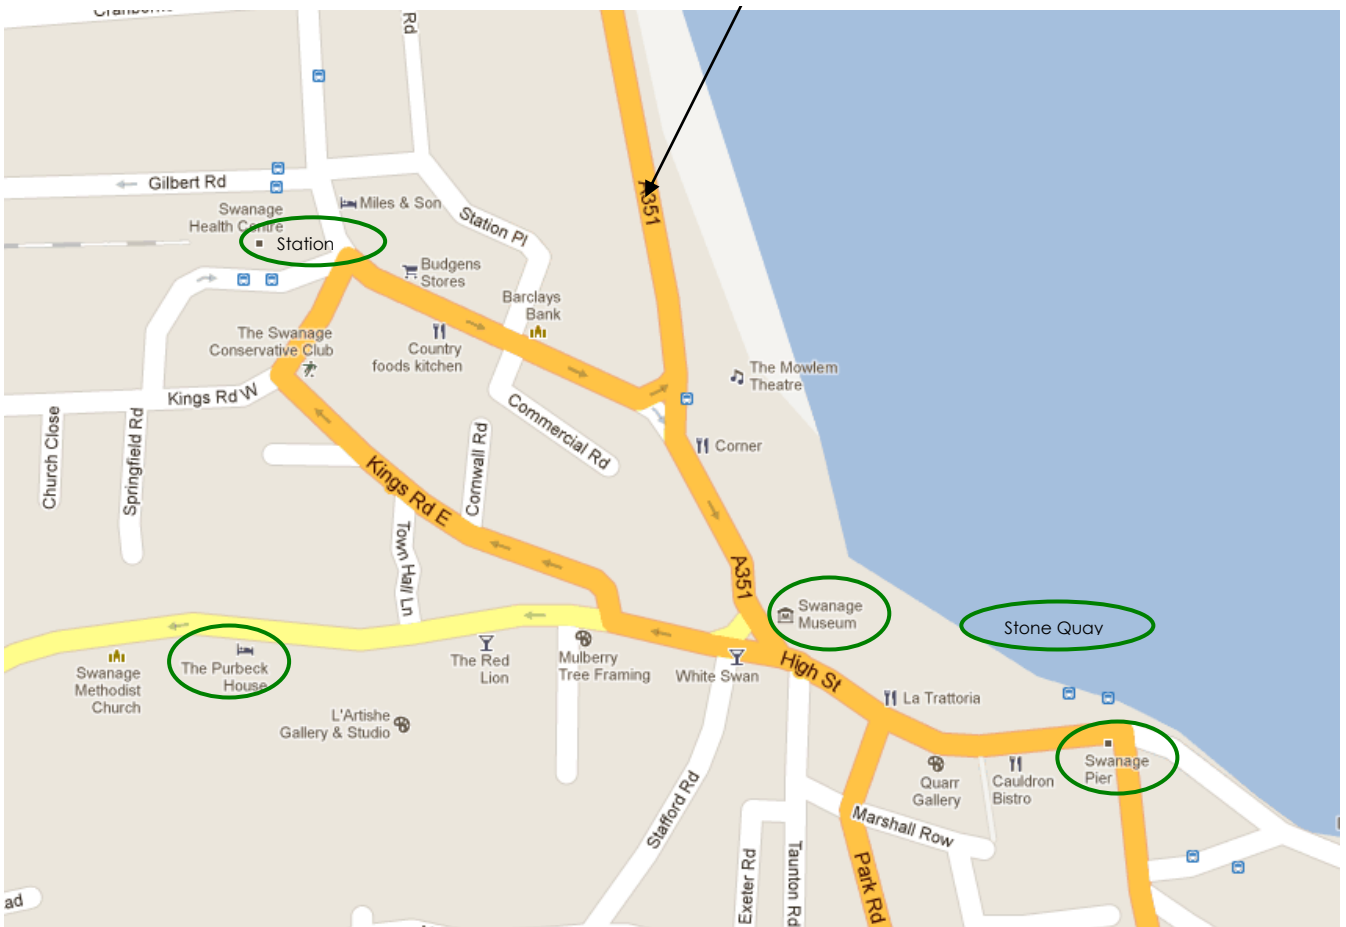 Cranborne
Rd
Gilbert Rd
Swanage
Health Centre
Miles & Son
Station
Station Pl
A351
Budgens
Stores
Barclays
Bank
The Swanage
Conservative Club
Country
foods kitchen
The Mowlem
Theatre
Kings Rd W
Church Close
Springfield Rd
Cornwall Rd
Commercial Rd
Corner
Kings Rd E
Town Hall Ln
A351
Swanage
Museum
Stone Quay
The Purbeck
House
Swanage
Methodist
Church
The Red
Lion
Mulberry
Tree Framing
White Swan
High St
La Trattoria
L'Artishe
Gallery & Studio
Swanage
Pier
Quarr
Gallery
Cauldron
Bistro
Stafford Rd
Marshall Row
Exeter Rd
Taunton Rd
Park Rd
ad